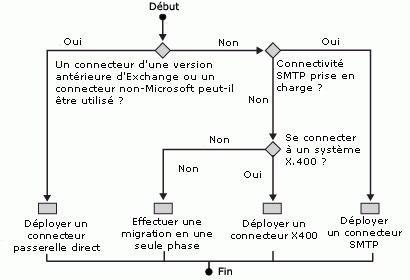 Début
Oui
Non
Oui
Un connecteur d'une version
antérieure d'Exchange ou un
connecteur non-Microsoft peut-il
être utilisé ?
Connectivité
SMTP prise en
charge ?
Non
Se connecter
à un système
X.400 ?
Non
Non
Oui
Déployer un
connecteur
passerelle direct
Effectuer une
migration en une
seule phase
Déployer un
connecteur X400
Déployer
un connecteur
SMTP
Fin